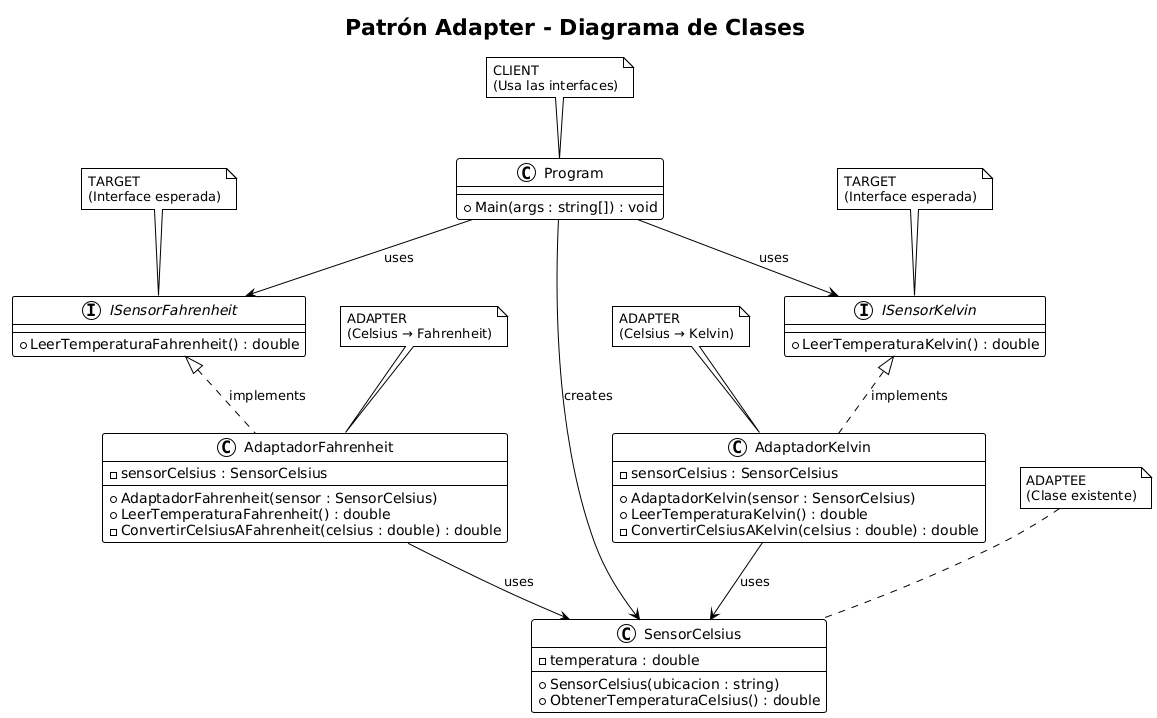 Patrón Adapter - Diagrama de Clases
CLIENT
(Usa las interfaces)
C Program
Main(args : string[]) : void
TARGET
(Interface esperada)
TARGET
(Interface esperada)
uses
uses
I ISensorFahrenheit
LeerTemperaturaFahrenheit() : double
ADAPTER
(Celsius → Fahrenheit)
ADAPTER
(Celsius → Kelvin)
I ISensorKelvin
LeerTemperaturaKelvin() : double
implements
creates
implements
C AdaptadorFahrenheit
sensorCelsius : SensorCelsius
AdaptadorFahrenheit(sensor : SensorCelsius)
LeerTemperaturaFahrenheit() : double
ConvertirCelsiusAFahrenheit(celsius : double) : double
C AdaptadorKelvin
sensorCelsius : SensorCelsius
AdaptadorKelvin(sensor : SensorCelsius)
LeerTemperaturaKelvin() : double
ConvertirCelsiusAKelvin(celsius : double) : double
ADAPTEE
(Clase existente)
uses
uses
C SensorCelsius
temperatura : double
SensorCelsius(ubicacion : string)
ObtenerTemperaturaCelsius() : double